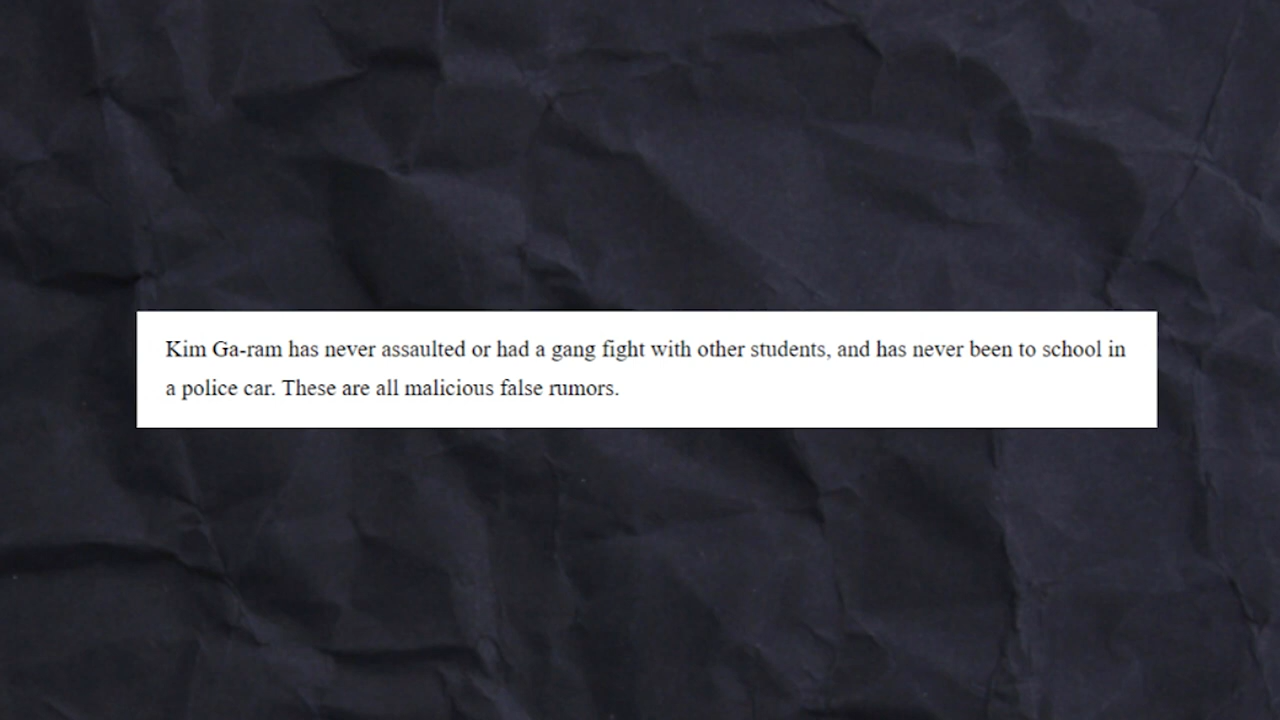 Kim Ga-ram has never assaulted or had a gang fight with other students, and has never been to school in
a police car. These are all malicious false rumors.